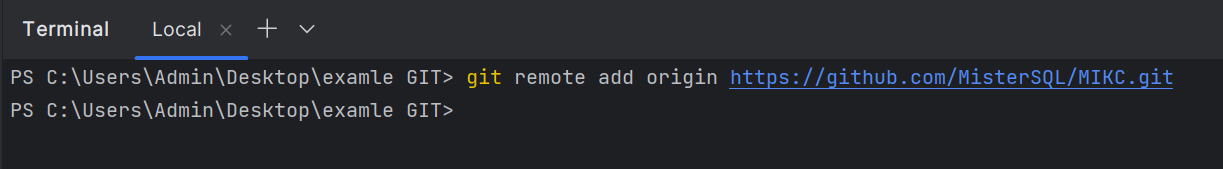 Terminal Local × + ⌄
PS C:\Users\Admin\Desktop\examle GIT> git remote add origin https://github.com/MisterSQL/MIKC.git
PS C:\Users\Admin\Desktop\examle GIT>